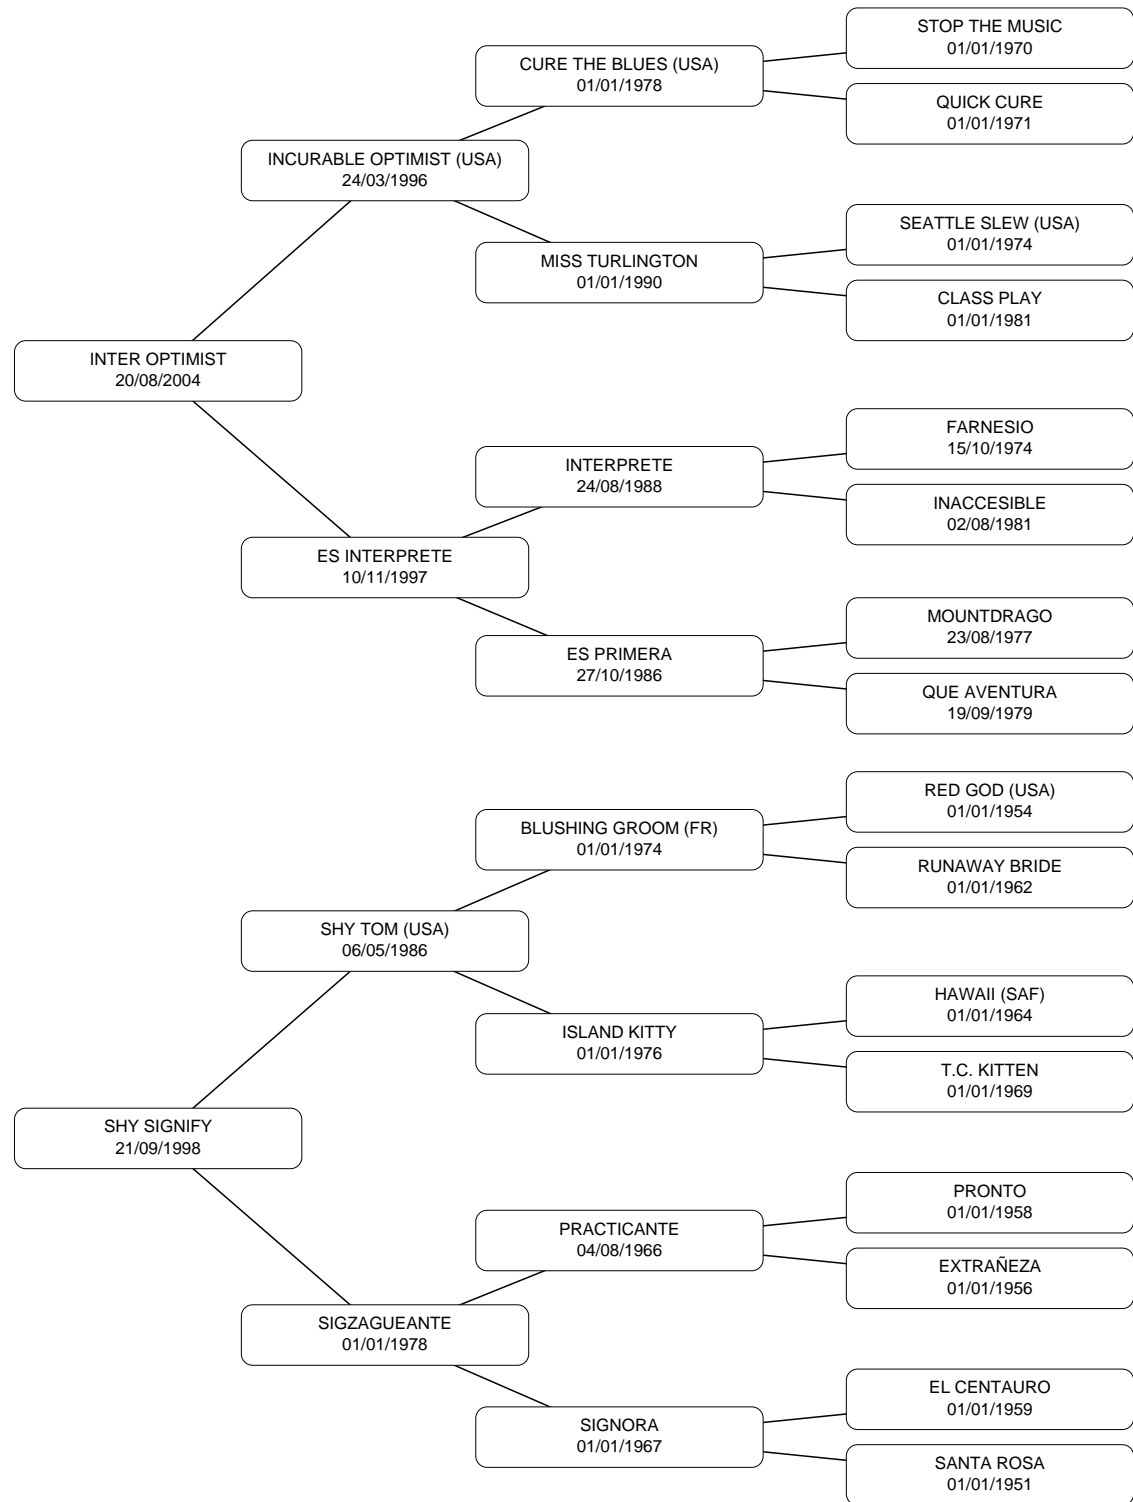 STOP THE MUSIC
01/01/1970
CURE THE BLUES (USA)
01/01/1978
QUICK CURE
01/01/1971
INCURABLE OPTIMIST (USA)
24/03/1996
SEATTLE SLEW (USA)
01/01/1974
MISS TURLINGTON
01/01/1990
CLASS PLAY
01/01/1981
INTER OPTIMIST
20/08/2004
FARNESIO
15/10/1974
INTERPRETE
24/08/1988
INACCESIBLE
02/08/1981
ES INTERPRETE
10/11/1997
MOUNTDRAGO
23/08/1977
ES PRIMERA
27/10/1986
QUE AVENTURA
19/09/1979
RED GOD (USA)
01/01/1954
BLUSHING GROOM (FR)
01/01/1974
RUNAWAY BRIDE
01/01/1962
SHY TOM (USA)
06/05/1986
HAWAII (SAF)
01/01/1964
ISLAND KITTY
01/01/1976
T.C. KITTEN
01/01/1969
SHY SIGNIFY
21/09/1998
PRONTO
01/01/1958
PRACTICANTE
04/08/1966
EXTRAÑEZA
01/01/1956
SIGZAGUEANTE
01/01/1978
EL CENTAURO
01/01/1959
SIGNORA
01/01/1967
SANTA ROSA
01/01/1951